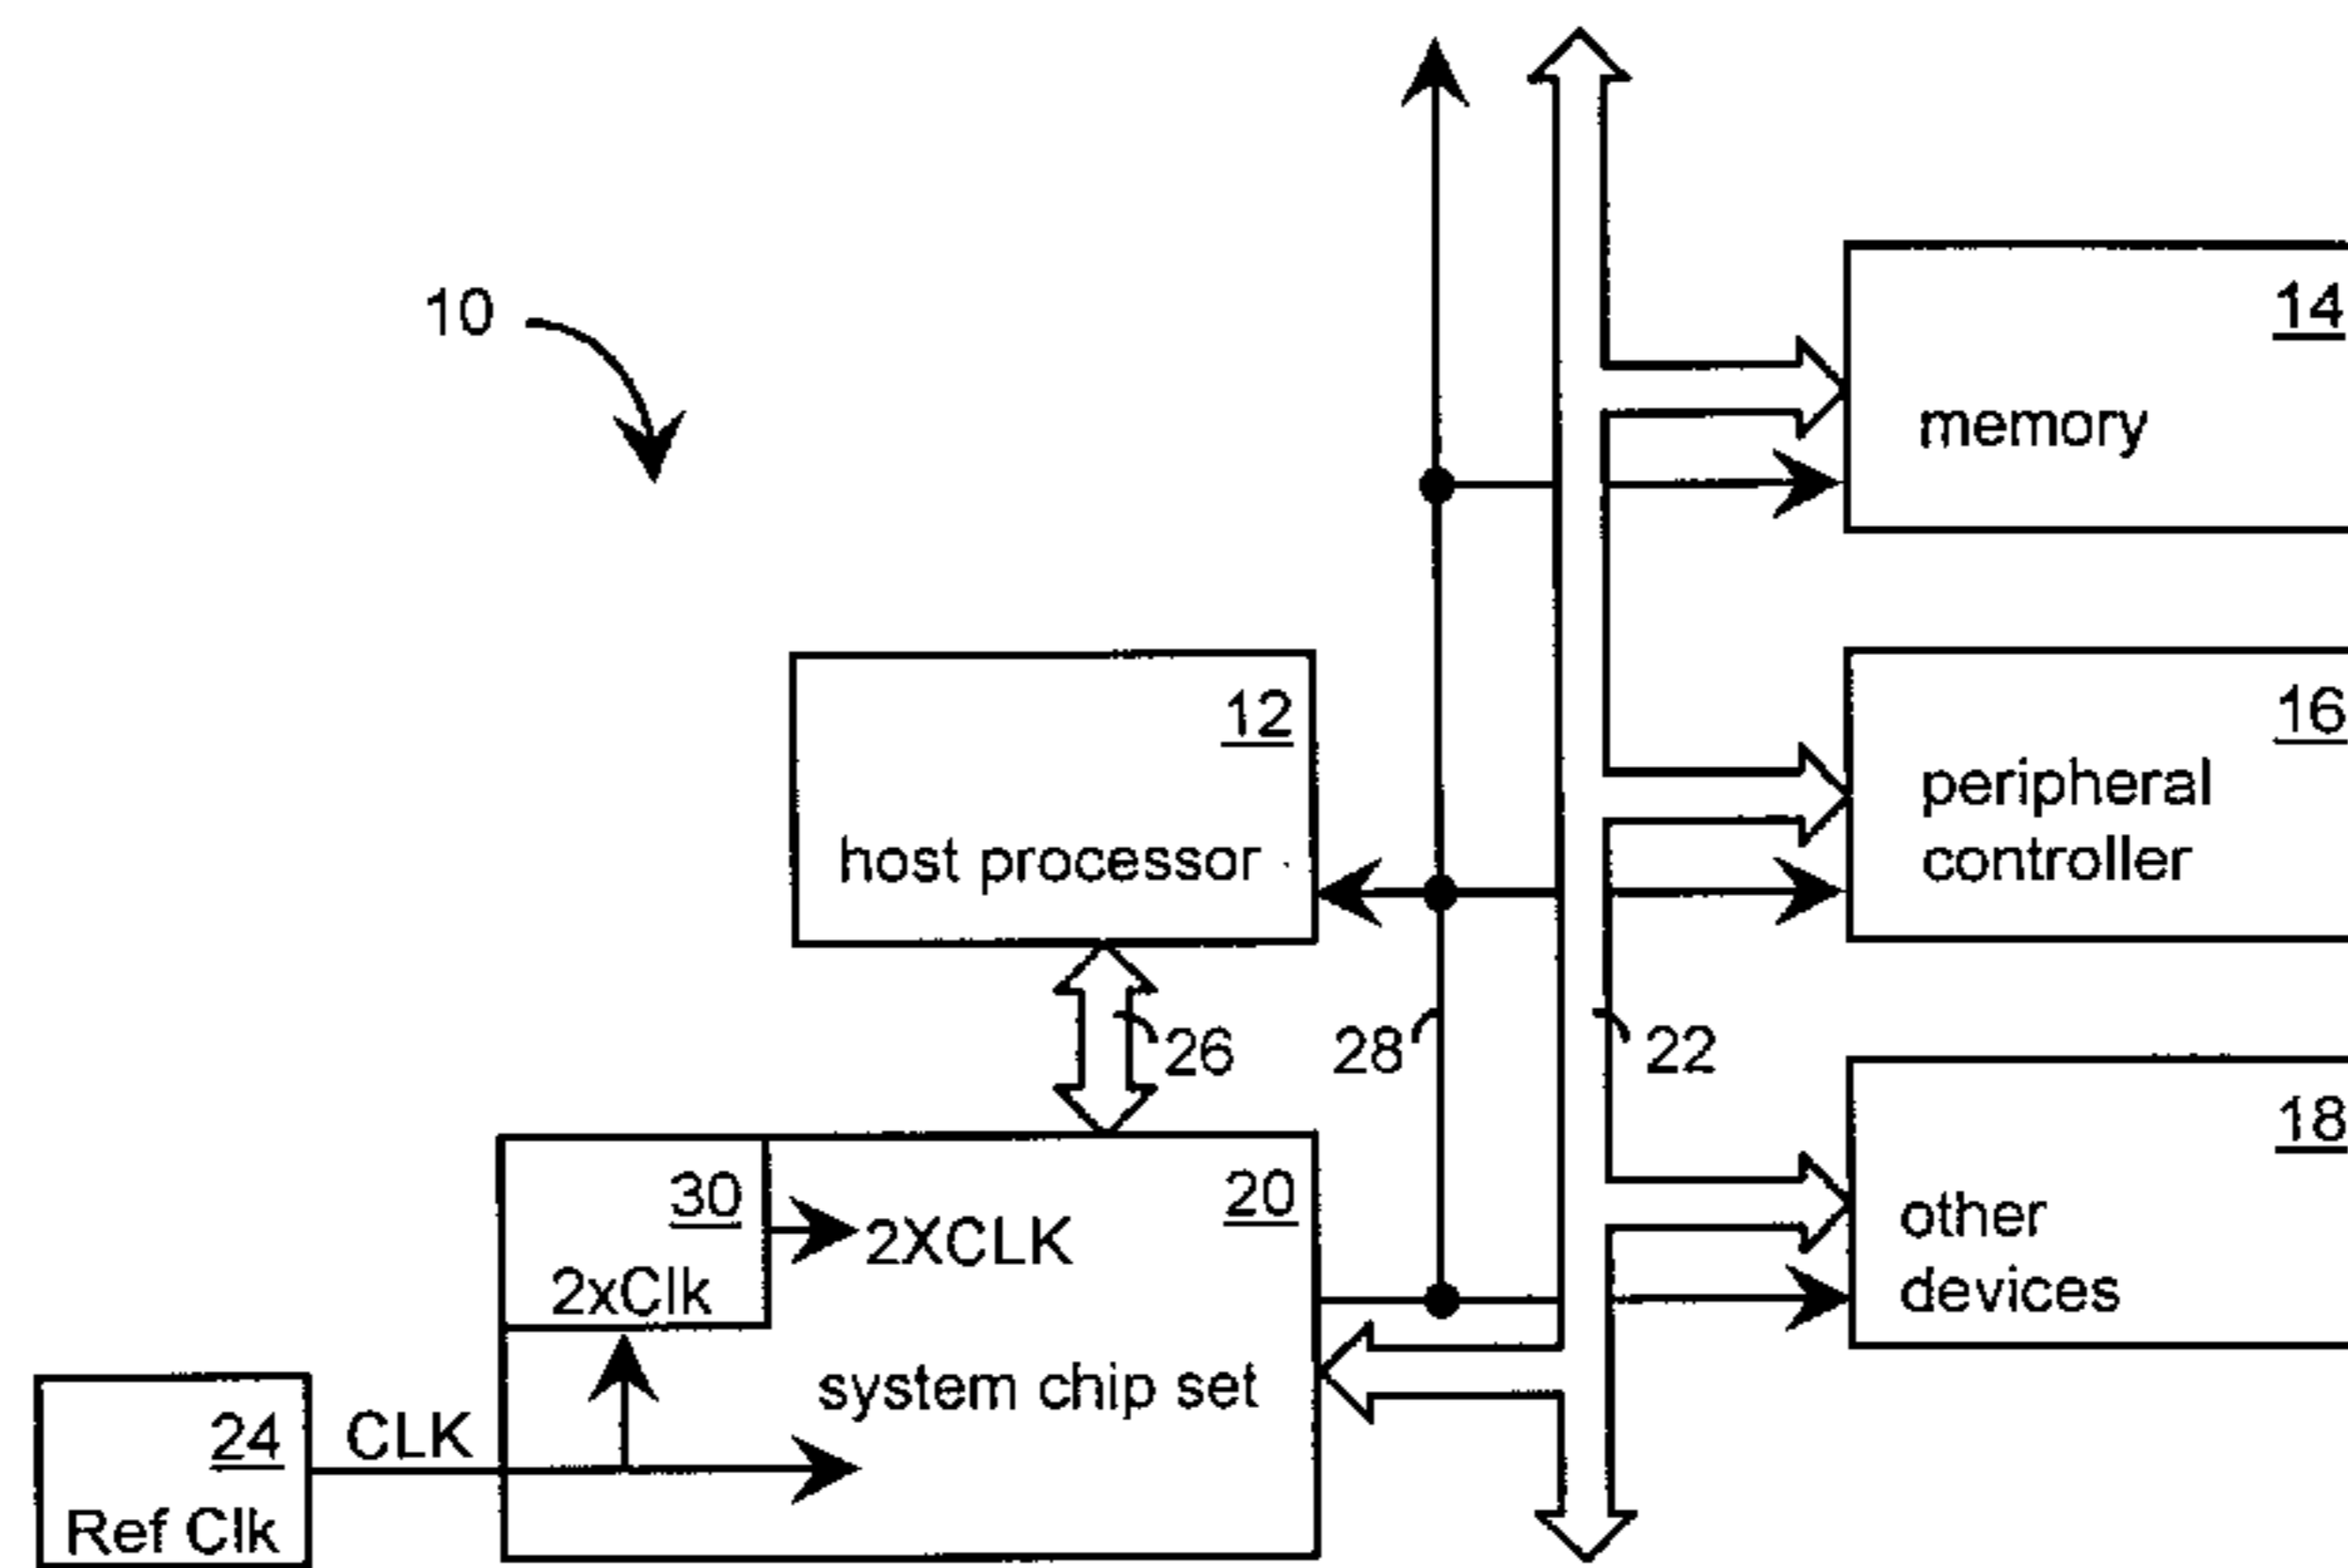 10
14
memory
12
host processor
16
peripheral
controller
26
28
22
30
2xClk
2XCLK
20
system chip set
18
other
devices
24
CLK
Ref Clk